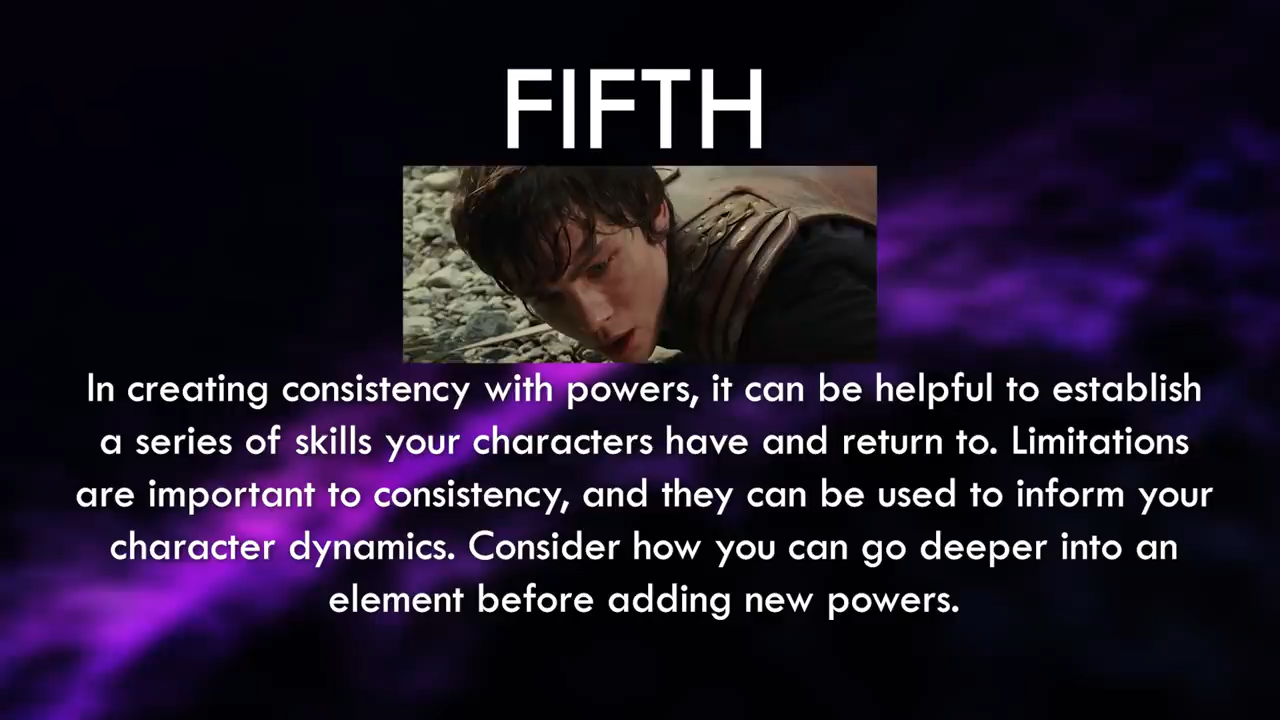 FIFTH
In creating consistency with powers, it can be helpful to establish
a series of skills your characters have and return to. Limitations
are important to consistency, and they can be used to inform your
character dynamics. Consider how you can go deeper into an
element before adding new powers.